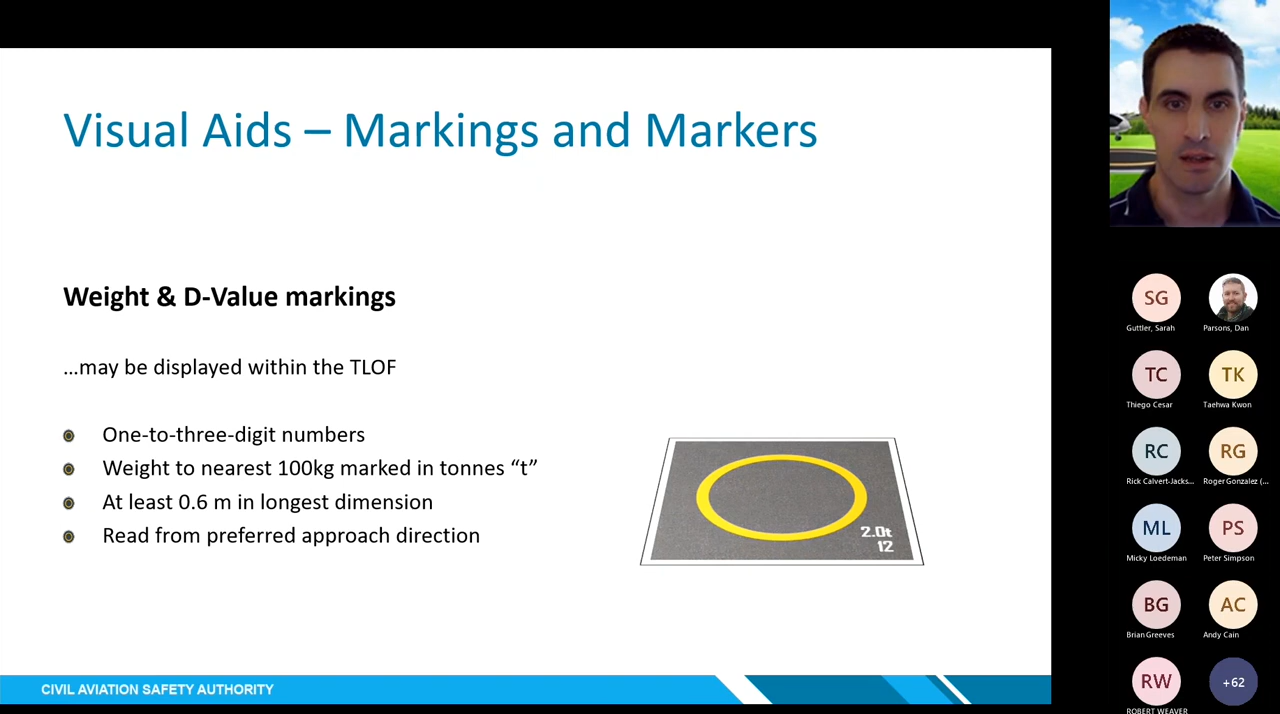 Visual Aids – Markings and Markers
Weight & D-Value markings
...may be displayed within the TLOF
One-to-three-digit numbers
Weight to nearest 100kg marked in tonnes “t”
At least 0.6 m in longest dimension
Read from preferred approach direction
2.0t
12
CIVIL AVIATION SAFETY AUTHORITY
SG
Guttler, Sarah
Parsons, Dan
TC
TK
Thiego Cesar
Taehwa Kwon
RC
RG
Rick Calvert-Jacks...
Roger Gonzalez (...
ML
PS
Micky Loedeman
Peter Simpson
BG
AC
Brian Greeves
Andy Cain
RW
+62
ROBERT WEAVER